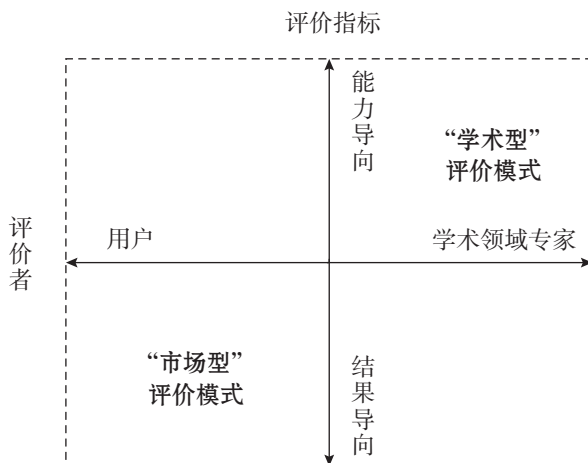 评价指标
能力导向
“学术型”
评价模式
评价者
用户
学术领域专家
“市场型”
评价模式
结果导向